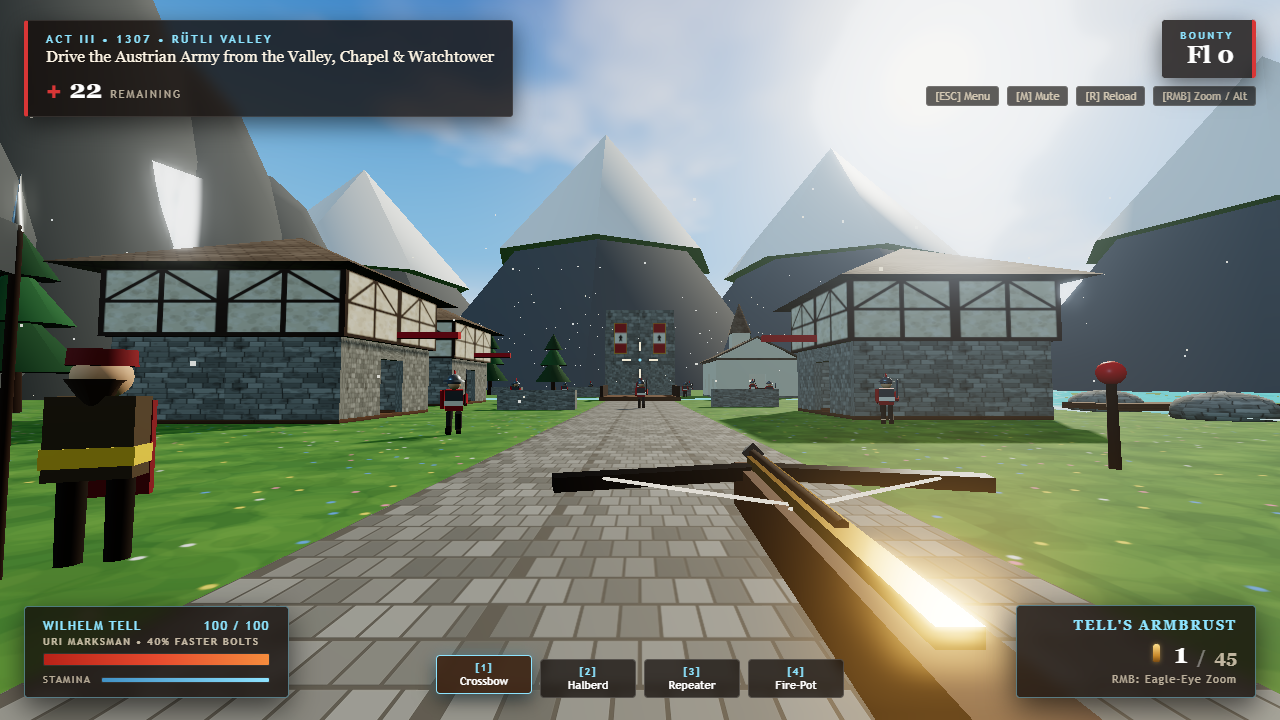 ACT III • 1307 • RÜTLI VALLEY
Drive the Austrian Army from the Valley, Chapel & Watchtower
22 REMAINING
BOUNTY
Fl 0
[ESC] Menu
[M] Mute
[R] Reload
[RMB] Zoom / Alt
WILHELM TELL 100 / 100
URI MARKSMAN • 40% FASTER BOLTS
STAMINA
[1]
Crossbow
[2]
Halberd
[3]
Repeater
[4]
Fire-Pot
TELL'S ARMBRUST
1 / 45
RMB: Eagle-Eye Zoom